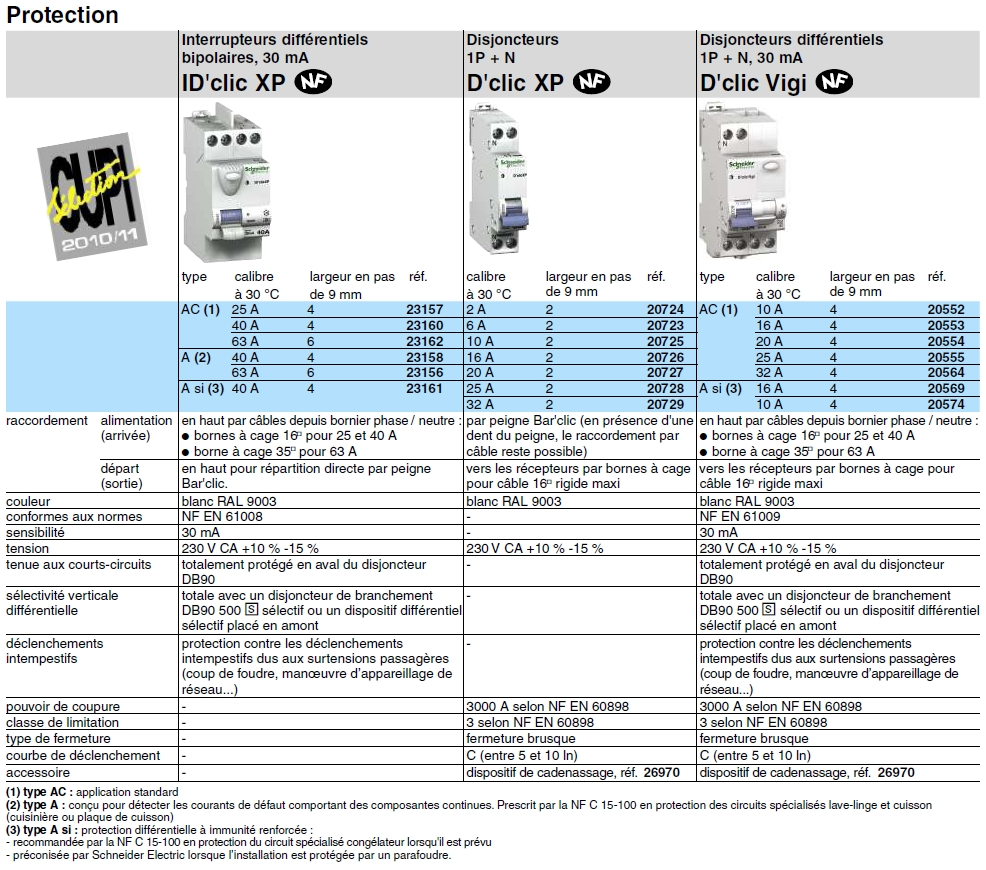 Protection
Interrupteurs différentiels
bipolaires, 30 mA
ID'clic XP NF
Disjoncteurs
1P + N
D'clic XP NF
Disjoncteurs différentiels
1P + N, 30 mA
D'clic Vigi NF
CUPI
Sélection
2010/11
type calibre à 30 °C largeur en pas de 9 mm réf. calibre à 30 °C largeur en pas de 9 mm réf. type calibre à 30 °C largeur en pas de 9 mm réf.
AC (1) 25 A 4 23157 2 A 2 20724 AC (1) 10 A 4 20552
40 A 4 23160 6 A 2 20723 16 A 4 20553
63 A 6 23162 10 A 2 20725 20 A 4 20554
A (2) 40 A 4 23158 16 A 2 20726 25 A 4 20555
63 A 6 23156 20 A 2 20727 32 A 4 20564
A si (3) 40 A 4 23161 25 A 2 20728 A si (3) 16 A 4 20569
32 A 2 20729 10 A 4 20574
raccordement alimentation
(arrivée)
en haut par câbles depuis bornier phase / neutre :
● bornes à cage 16□ pour 25 et 40 A
● borne à cage 35□ pour 63 A
par peigne Bar'clic (en présence d'une
dent du peigne, le raccordement par
câble reste possible)
en haut par câbles depuis bornier phase / neutre :
● bornes à cage 16□ pour 25 et 40 A
● borne à cage 35□ pour 63 A
départ
(sortie)
en haut pour répartition directe par peigne
Bar'clic.
vers les récepteurs par bornes à cage
pour câble 16□ rigide maxi
vers les récepteurs par bornes à cage pour
câble 16□ rigide maxi
couleur blanc RAL 9003 blanc RAL 9003 blanc RAL 9003
conformes aux normes NF EN 61008 - NF EN 61009
sensibilité 30 mA - 30 mA
tension 230 V CA +10 % -15 % 230 V CA +10 % -15 % 230 V CA +10 % -15 %
tenue aux courts-circuits
totalement protégé en aval du disjoncteur
DB90
-
totalement protégé en aval du disjoncteur
DB90
sélectivité verticale
différentielle
totale avec un disjoncteur de branchement
DB90 500 S sélectif ou un dispositif différentiel
sélectif placé en amont
-
totale avec un disjoncteur de branchement
DB90 500 S sélectif ou un dispositif différentiel
sélectif placé en amont
déclenchements
intempestifs
protection contre les déclenchements
intempestifs dus aux surtensions passagères
(coup de foudre, manœuvre d'appareillage de
réseau...)
-
protection contre les déclenchements
intempestifs dus aux surtensions passagères
(coup de foudre, manœuvre d'appareillage de
réseau...)
pouvoir de coupure - 3000 A selon NF EN 60898 3000 A selon NF EN 60898
classe de limitation - 3 selon NF EN 60898 3 selon NF EN 60898
type de fermeture - fermeture brusque fermeture brusque
courbe de déclenchement - C (entre 5 et 10 In) C (entre 5 et 10 In)
accessoire - dispositif de cadenassage, réf. 26970 dispositif de cadenassage, réf. 26970
(1) type AC : application standard
(2) type A : conçu pour détecter les courants de défaut comportant des composantes continues. Prescrit par la NF C 15-100 en protection des circuits spécialisés lave-linge et cuisson
(cuisinière ou plaque de cuisson)
(3) type A si : protection différentielle à immunité renforcée :
- recommandée par la NF C 15-100 en protection du circuit spécialisé congélateur lorsqu'il est prévu
- préconisée par Schneider Electric lorsque l'installation est protégée par un parafoudre.